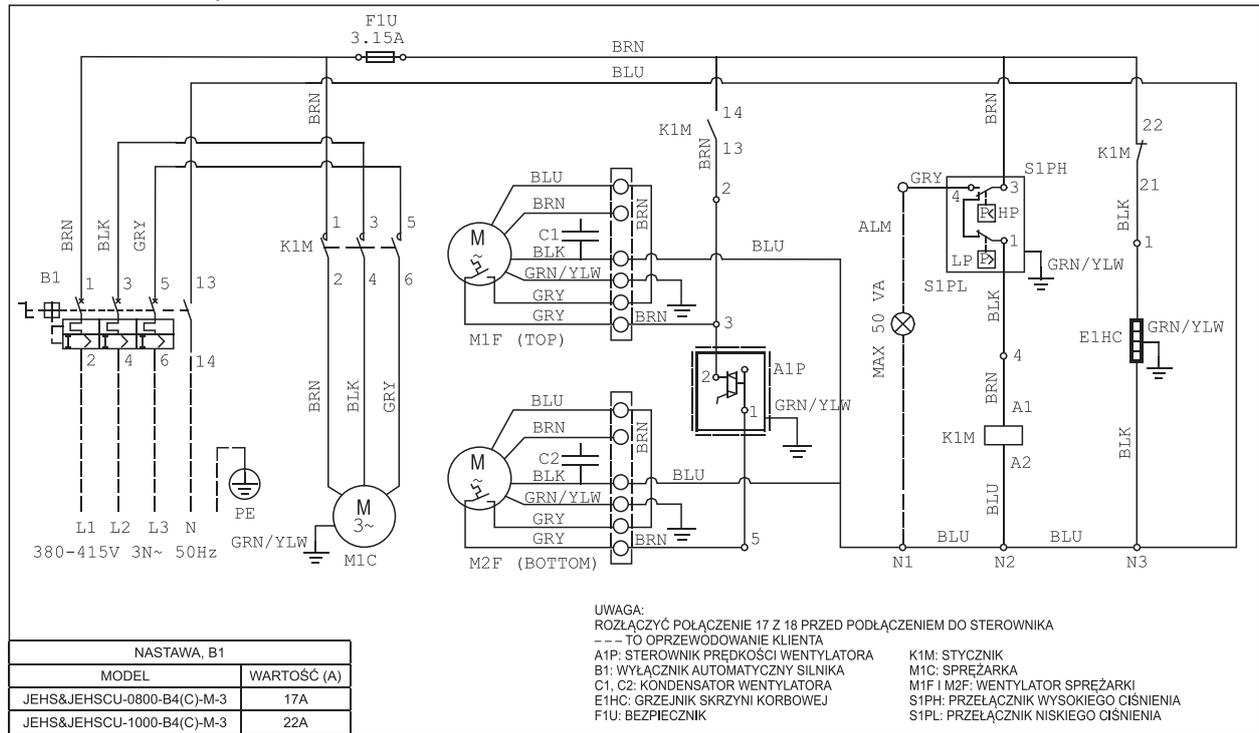 F1U
3.15A
BRN
BLU
BRN
BRN
14
K1M
13
BRN
2
22
K1M
21
BLK
1
GRY
S1PH
4
3
P
HP
1
LP
P
S1PL
GRN/YLW
ALM
MAX 50 VA
BLK
4
BRN
A1
K1M
A2
BLU
E1HC
GRN/YLW
BLK
BRN
BLK
GRY
B1
1
3
5
13
2
4
6
14
K1M
1
3
5
2
4
6
BRN
BLK
GRY
M
3~
M1C
GRN/YLW
PE
L1
L2
L3
N
380-415V 3N~ 50Hz
BLU
BRN
BRN
C1
BLK
BLU
GRN/YLW
GRY
GRY
BRN
3
M
M1F (TOP)
2
A1P
1
GRN/YLW
BLU
BRN
BRN
C2
BLK
BLU
GRN/YLW
GRY
GRY
BRN
5
M
M2F (BOTTOM)
BLU
BLU
N1
N2
N3
UWAGA:
ROZŁĄCZYĆ POŁĄCZENIE 17 Z 18 PRZED PODŁĄCZENIEM DO STEROWNIKA
--- TO OPRZEWODOWANIE KLIENTA
A1P: STEROWNIK PRĘDKOŚCI WENTYLATORA
B1: WYŁĄCZNIK AUTOMATYCZNY SILNIKA
C1, C2: KONDENSATOR WENTYLATORA
E1HC: GRZEJNIK SKRZYNI KORBOWEJ
F1U: BEZPIECZNIK
K1M: STYCZNIK
M1C: SPRĘŻARKA
M1F I M2F: WENTYLATOR SPRĘŻARKI
S1PH: PRZEŁĄCZNIK WYSOKIEGO CIŚNIENIA
S1PL: PRZEŁĄCZNIK NISKIEGO CIŚNIENIA
NASTAWA, B1
MODEL WARTOŚĆ (A)
JEHS&JEHSCU-0800-B4(C)-M-3 17A
JEHS&JEHSCU-1000-B4(C)-M-3 22A